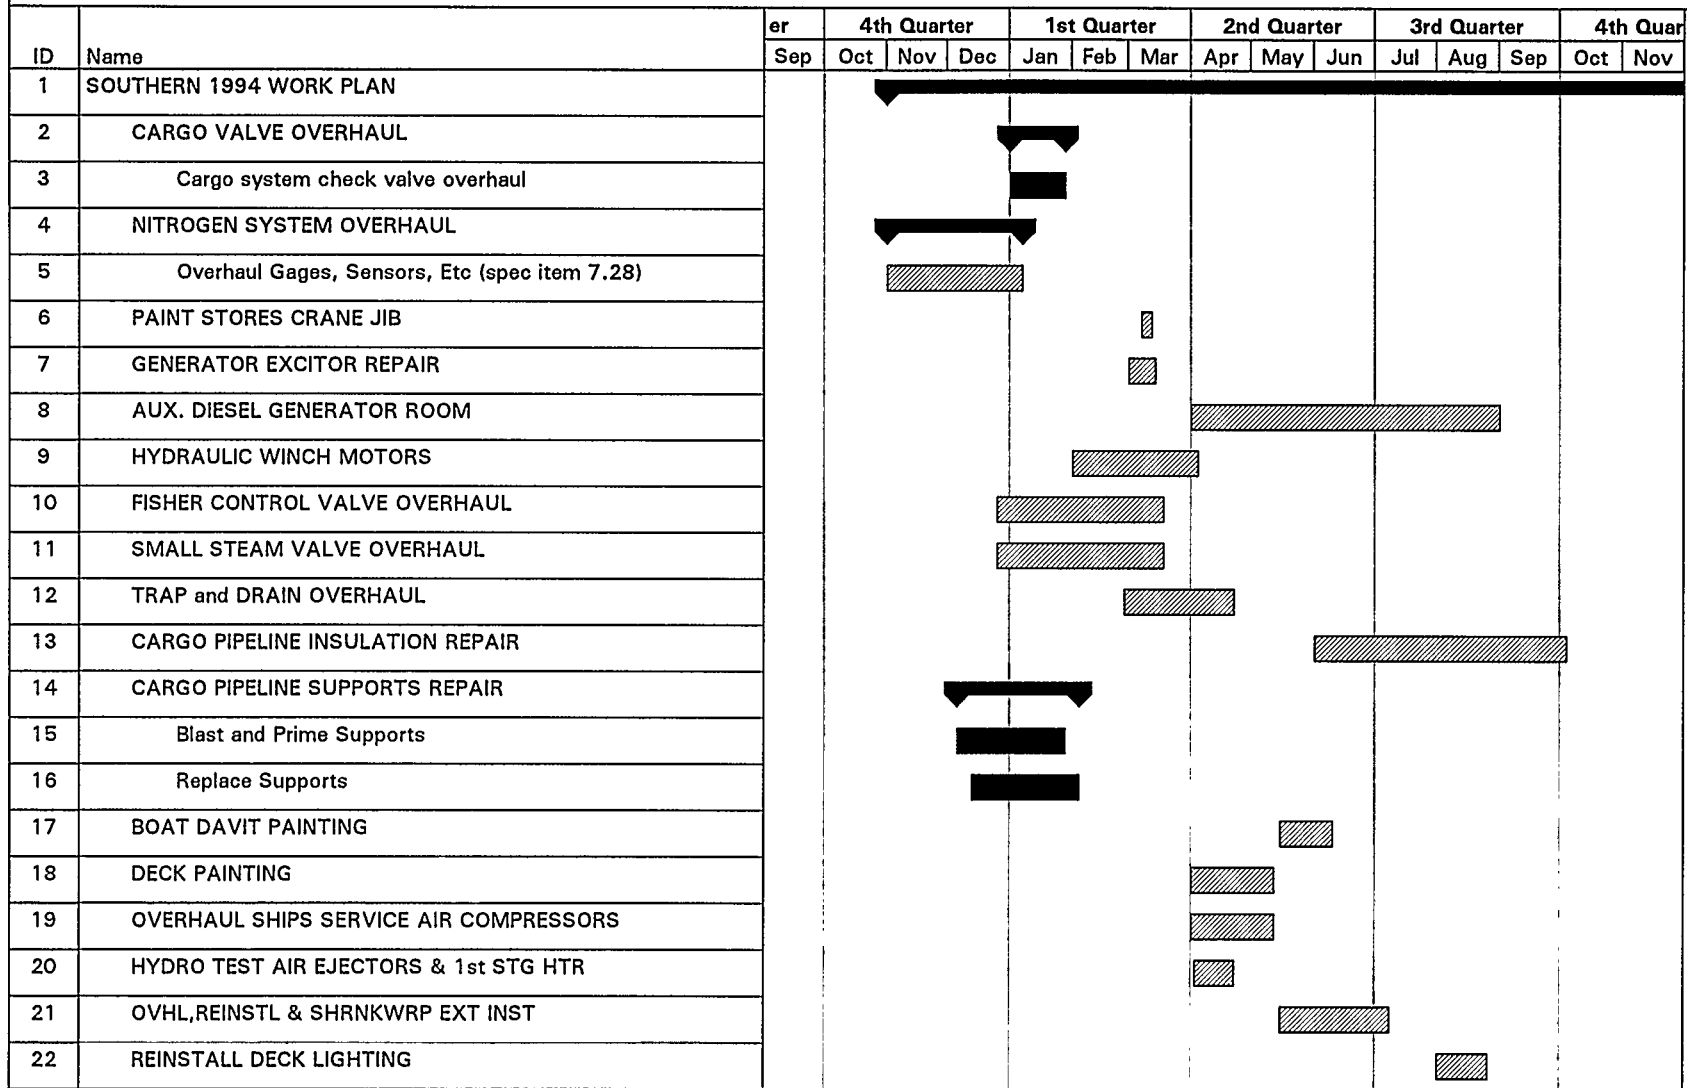 er 4th Quarter 1st Quarter 2nd Quarter 3rd Quarter 4th Quar
ID Name Sep Oct Nov Dec Jan Feb Mar Apr May Jun Jul Aug Sep Oct Nov
1 SOUTHERN 1994 WORK PLAN
2 CARGO VALVE OVERHAUL
3 Cargo system check valve overhaul
4 NITROGEN SYSTEM OVERHAUL
5 Overhaul Gages, Sensors, Etc (spec item 7.28)
6 PAINT STORES CRANE JIB
7 GENERATOR EXCITOR REPAIR
8 AUX. DIESEL GENERATOR ROOM
9 HYDRAULIC WINCH MOTORS
10 FISHER CONTROL VALVE OVERHAUL
11 SMALL STEAM VALVE OVERHAUL
12 TRAP and DRAIN OVERHAUL
13 CARGO PIPELINE INSULATION REPAIR
14 CARGO PIPELINE SUPPORTS REPAIR
15 Blast and Prime Supports
16 Replace Supports
17 BOAT DAVIT PAINTING
18 DECK PAINTING
19 OVERHAUL SHIPS SERVICE AIR COMPRESSORS
20 HYDRO TEST AIR EJECTORS & 1st STG HTR
21 OVHL,REINSTL & SHRNKWRP EXT INST
22 REINSTALL DECK LIGHTING